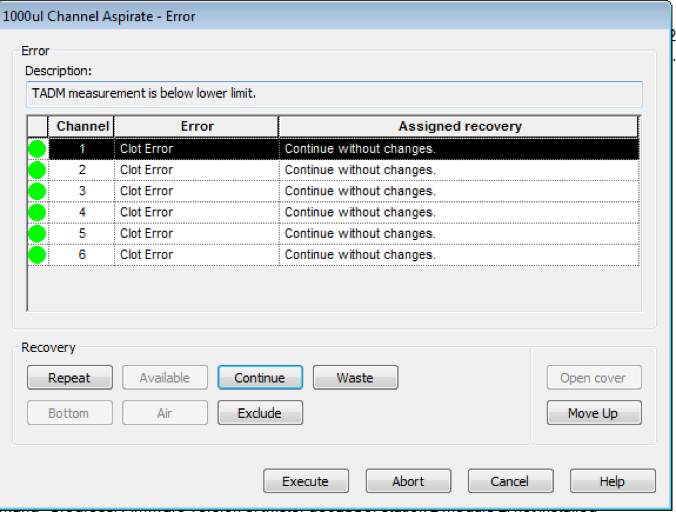 1000ul Channel Aspirate - Error
Error
Description:
TADM measurement is below lower limit.
Channel Error Assigned recovery
1 Clot Error Continue without changes.
2 Clot Error Continue without changes.
3 Clot Error Continue without changes.
4 Clot Error Continue without changes.
5 Clot Error Continue without changes.
6 Clot Error Continue without changes.
Recovery
Repeat Available Continue Waste Open cover
Bottom Air Exclude Move Up
Execute Abort Cancel Help